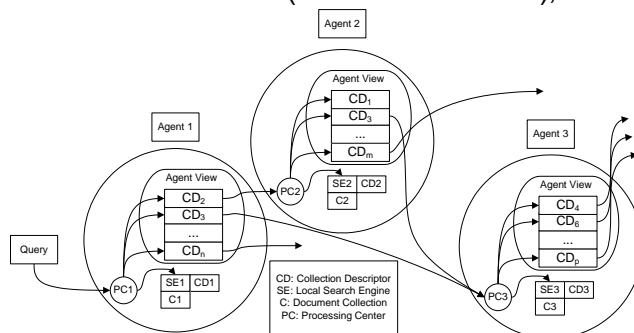 Agent 2
Agent View
CD1
CD3
...
CDm
PC2
SE2 CD2
C2
Agent 1
Agent View
CD2
CD3
...
CDn
PC1
SE1 CD1
C1
Query
Agent 3
Agent View
CD4
CD6
...
CDp
PC3
SE3 CD3
C3
CD: Collection Descriptor
SE: Local Search Engine
C: Document Collection
PC: Processing Center